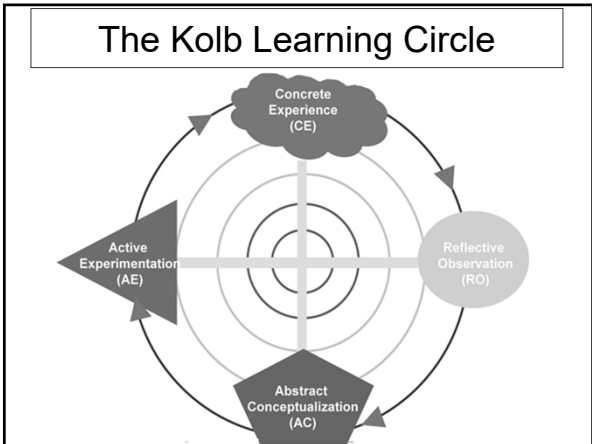 The Kolb Learning Circle
Concrete
Experience
(CE)
Active
Experimentation
(AE)
Reflective
Observation
(RO)
Abstract
Conceptualization
(AC)